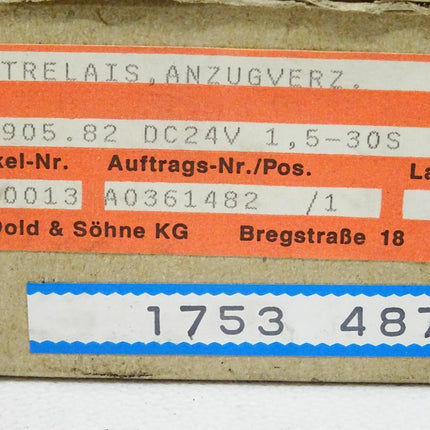 TRELAIS,ANZUGVERZ.
905.82 DC24V 1,5-30S
kel-Nr. Auftrags-Nr./Pos. La
0013 A0361482 /1
Dold & Söhne KG Bregstraße 18
1753 487